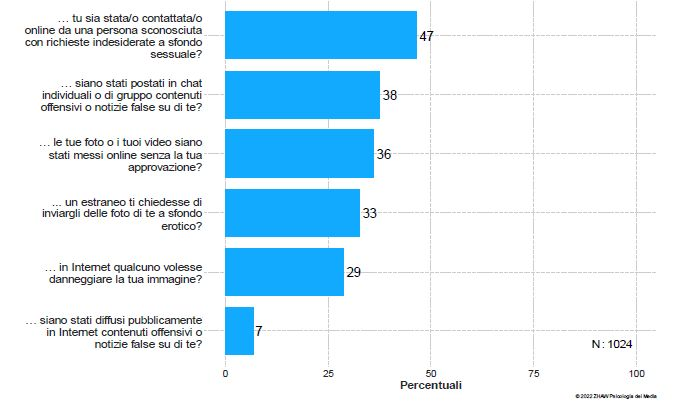 … tu sia stata/o contattata/o
online da una persona sconosciuta
con richieste indesiderate a sfondo
sessuale?
47
… siano stati postati in chat
individuali o di gruppo contenuti
offensivi o notizie false su di te?
38
… le tue foto o i tuoi video siano
stati messi online senza la tua
approvazione?
36
... un estraneo ti chiedesse di
inviargli delle foto di te a sfondo
erotico?
33
… in Internet qualcuno volesse
danneggiare la tua immagine?
29
… siano stati diffusi pubblicamente
in Internet contenuti offensivi o
notizie false su di te?
7
N : 1024
0 25 50 75 100
Percentuali
© 2022 ZHAW Psicologia dei Media